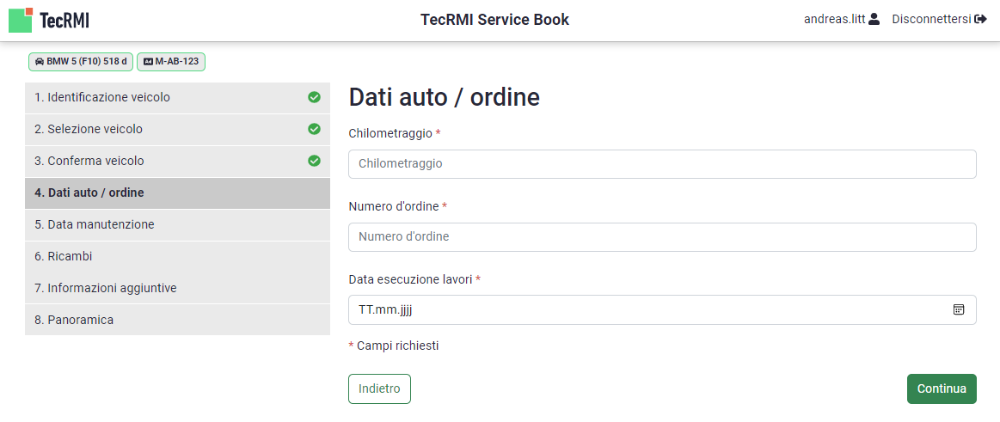 TecRMI
TecRMI Service Book
andreas.litt
Disconnettersi
BMW 5 (F10) 518 d
M-AB-123
1. Identificazione veicolo
2. Selezione veicolo
3. Conferma veicolo
4. Dati auto / ordine
5. Data manutenzione
6. Ricambi
7. Informazioni aggiuntive
8. Panoramica
Dati auto / ordine
Chilometraggio *
Chilometraggio
Numero d'ordine *
Numero d'ordine
Data esecuzione lavori *
TT.mm.jjjj
* Campi richiesti
Indietro
Continua